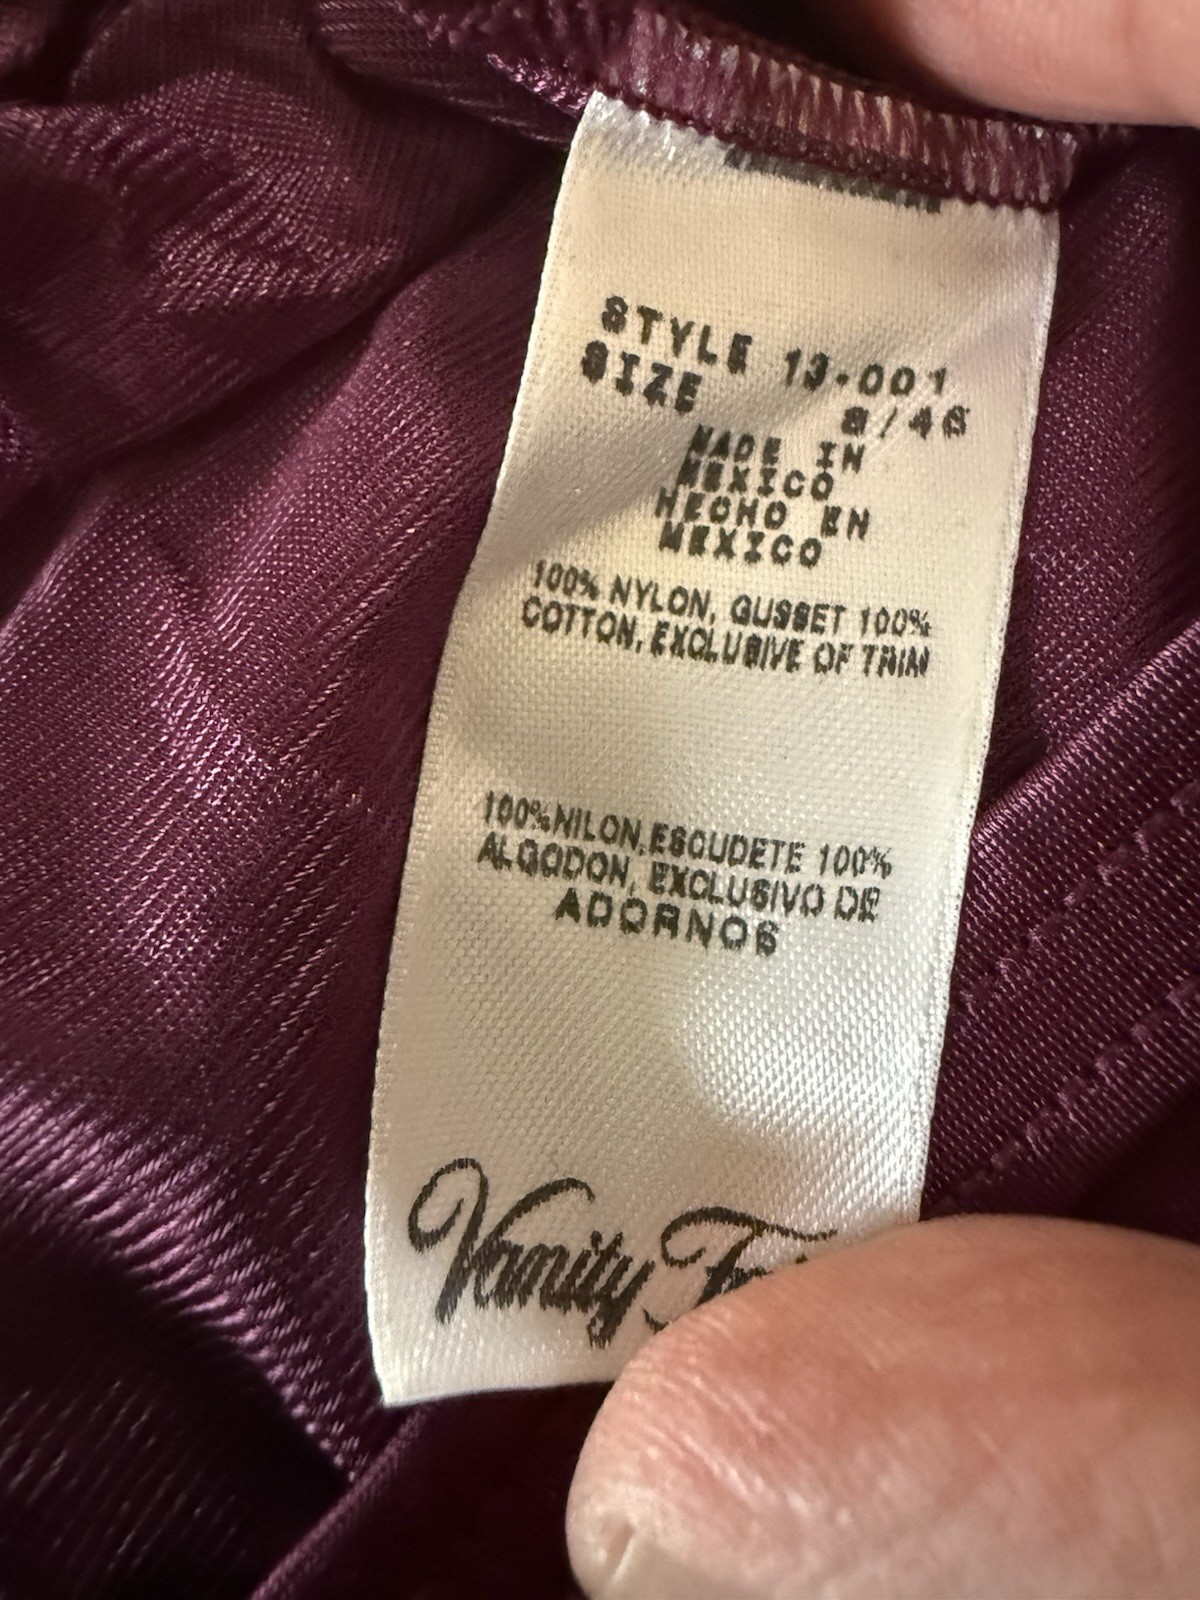 STYLE 13-001
SIZE 8/46
MADE IN
MEXICO
HECHO EN
MEXICO
100% NYLON, GUSSET 100%
COTTON, EXCLUSIVE OF TRIM
100% NILON, ESCUDETE 100%
ALGODON, EXCLUSIVO DE
ADORNOS
Vanity